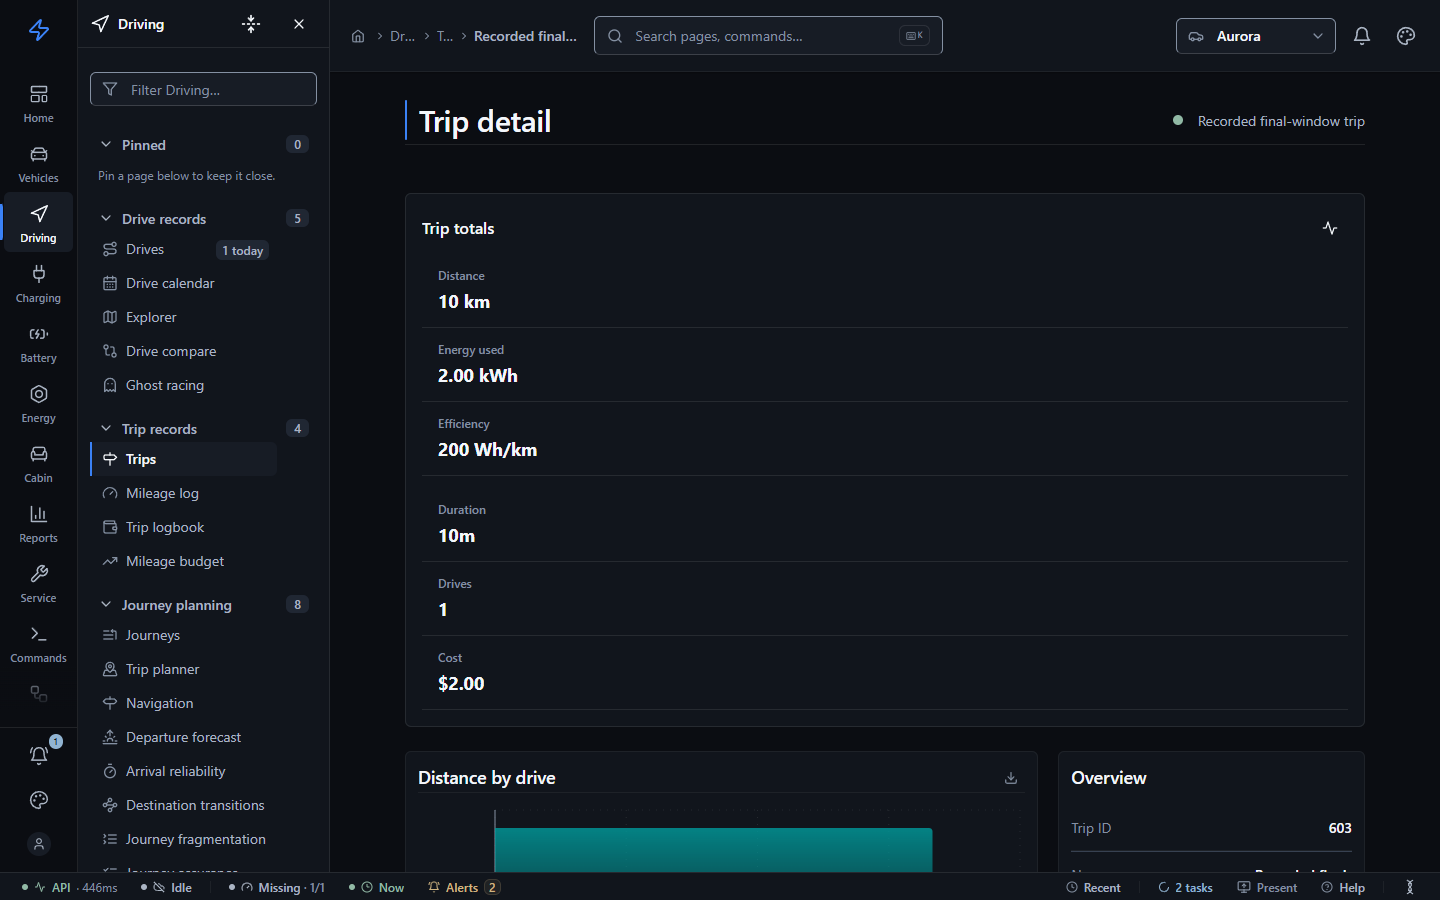 Home
Vehicles
Driving
Charging
Battery
Energy
Cabin
Reports
Service
Commands
1
Driving
Filter Driving...
Pinned 0
Pin a page below to keep it close.
Drive records 5
Drives 1 today
Drive calendar
Explorer
Drive compare
Ghost racing
Trip records 4
Trips
Mileage log
Trip logbook
Mileage budget
Journey planning 8
Journeys
Trip planner
Navigation
Departure forecast
Arrival reliability
Destination transitions
Journey fragmentation
Dr... T... Recorded final...
Search pages, commands... K
Aurora
Trip detail
Recorded final-window trip
Trip totals
Distance
10 km
Energy used
2.00 kWh
Efficiency
200 Wh/km
Duration
10m
Drives
1
Cost
$2.00
Distance by drive
Overview
Trip ID 603
API · 446ms Idle Missing · 1/1 Now Alerts 2 Recent 2 tasks Present Help